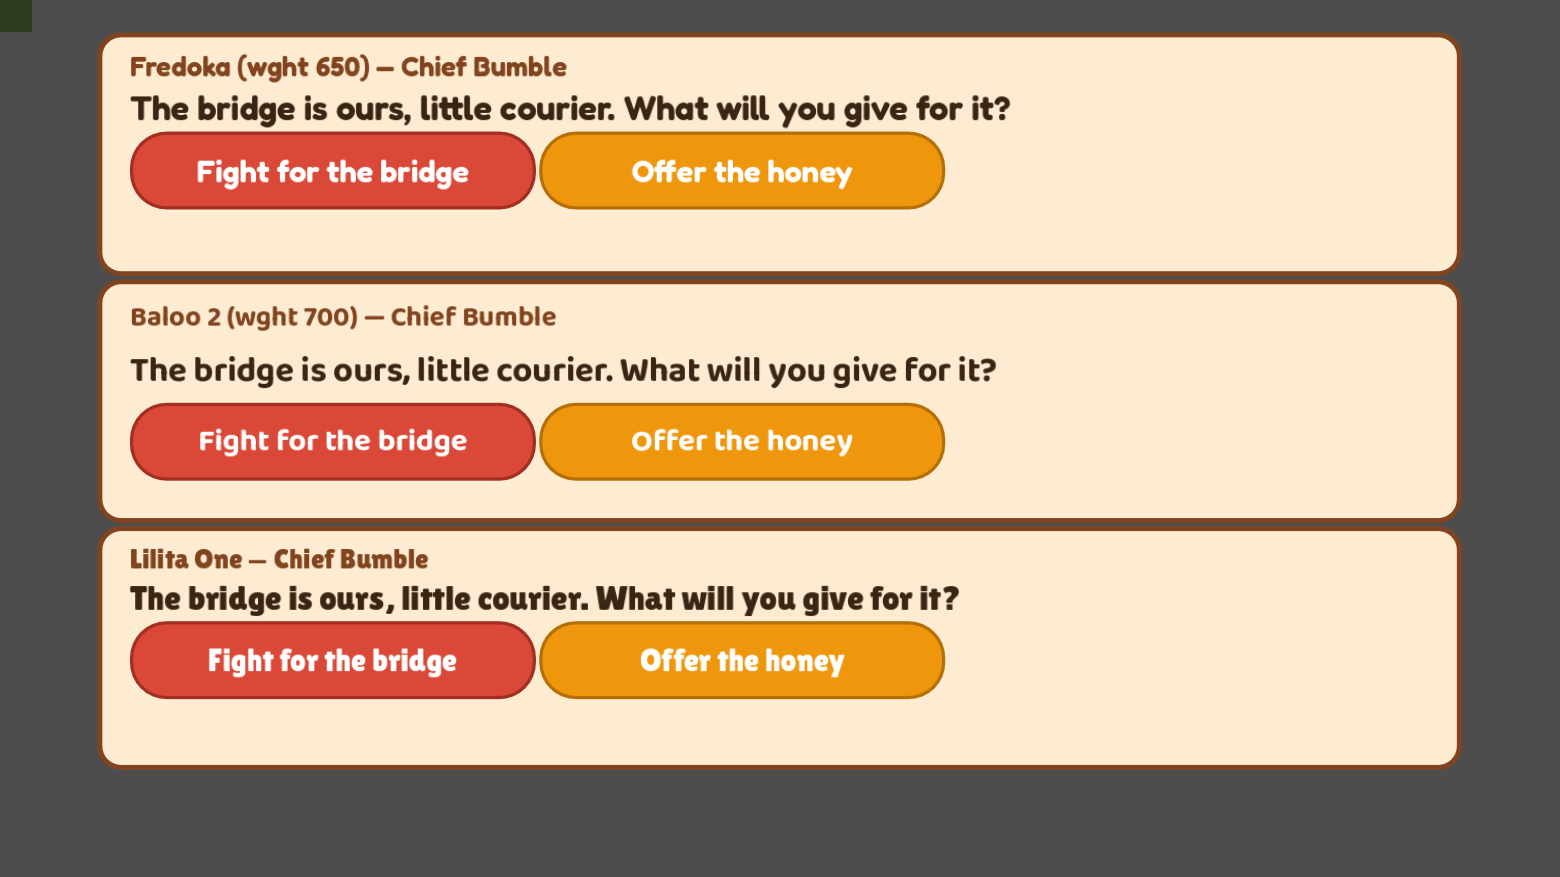 Fredoka (wght 650) — Chief Bumble
The bridge is ours, little courier. What will you give for it?
Fight for the bridge
Offer the honey
Baloo 2 (wght 700) — Chief Bumble
The bridge is ours, little courier. What will you give for it?
Fight for the bridge
Offer the honey
Lilita One — Chief Bumble
The bridge is ours, little courier. What will you give for it?
Fight for the bridge
Offer the honey